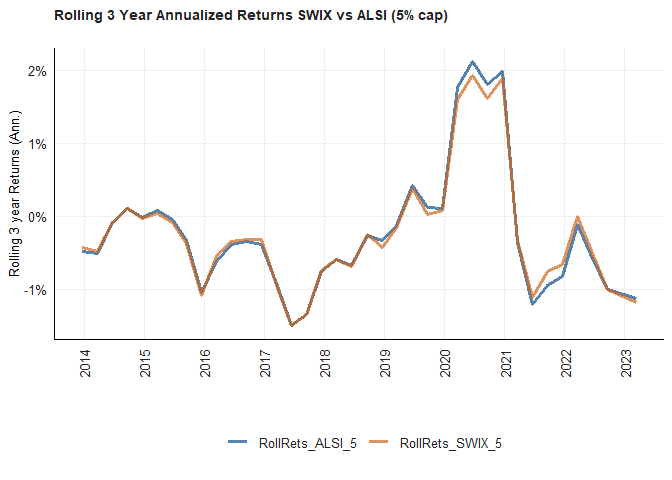 Rolling 3 Year Annualized Returns SWIX vs ALSI (5% cap)
Rolling 3 year Returns (Ann.)
2%
1%
0%
-1%
2014 2015 2016 2017 2018 2019 2020 2021 2022 2023
RollRets_ALSI_5 RollRets_SWIX_5